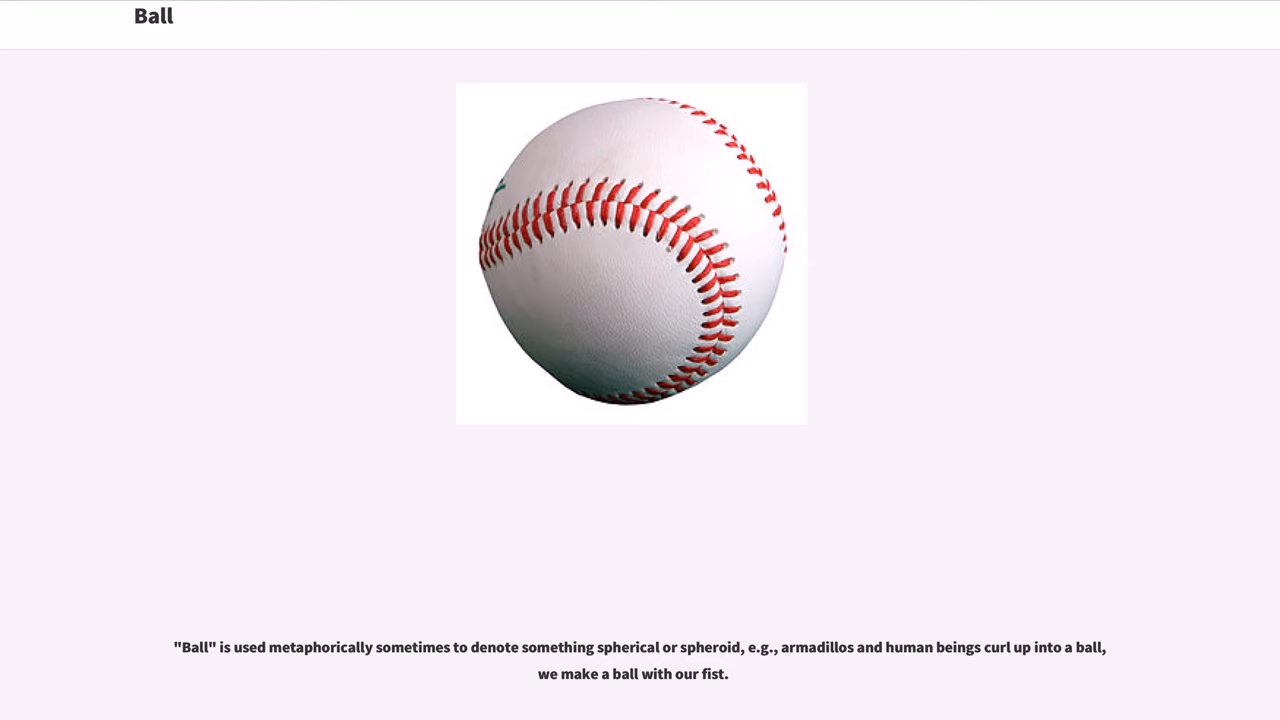 Ball
"Ball" is used metaphorically sometimes to denote something spherical or spheroid, e.g., armadillos and human beings curl up into a ball,
we make a ball with our fist.